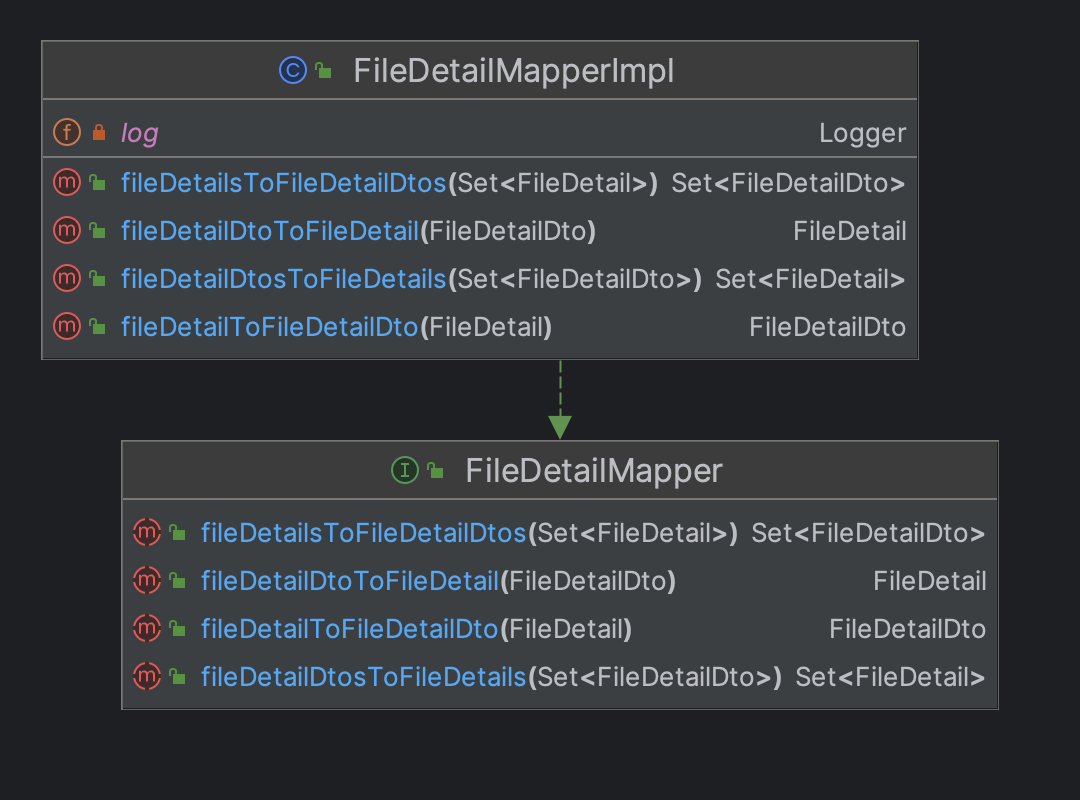 C FileDetailMapperImpl
f log Logger
m fileDetailsToFileDetailDtos(Set<FileDetail>) Set<FileDetailDto>
m fileDetailDtoToFileDetail(FileDetailDto) FileDetail
m fileDetailDtosToFileDetails(Set<FileDetailDto>) Set<FileDetail>
m fileDetailToFileDetailDto(FileDetail) FileDetailDto
I FileDetailMapper
m fileDetailsToFileDetailDtos(Set<FileDetail>) Set<FileDetailDto>
m fileDetailDtoToFileDetail(FileDetailDto) FileDetail
m fileDetailToFileDetailDto(FileDetail) FileDetailDto
m fileDetailDtosToFileDetails(Set<FileDetailDto>) Set<FileDetail>